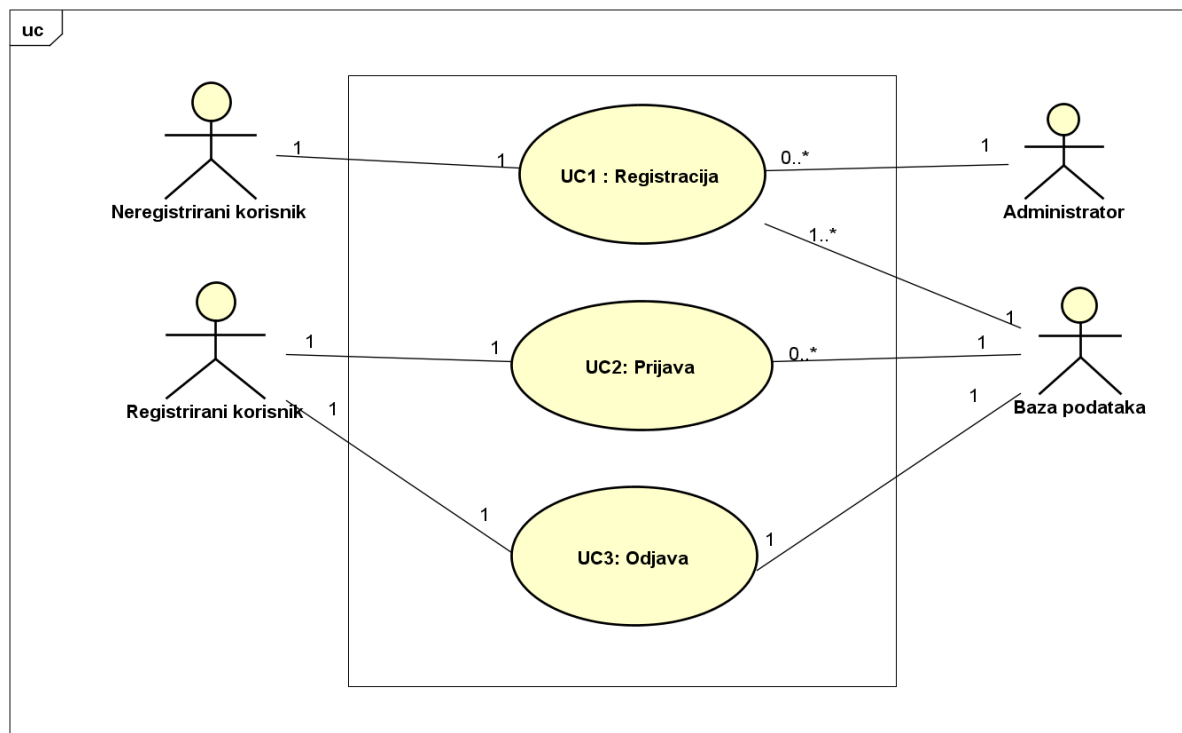 uc
1
1
UC1 : Registracija
0..*
1
Neregistrirani korisnik
Administrator
1..*
1
1
1
UC2: Prijava
0..*
1
Registrirani korisnik
Baza podataka
1
1
1
UC3: Odjava
1